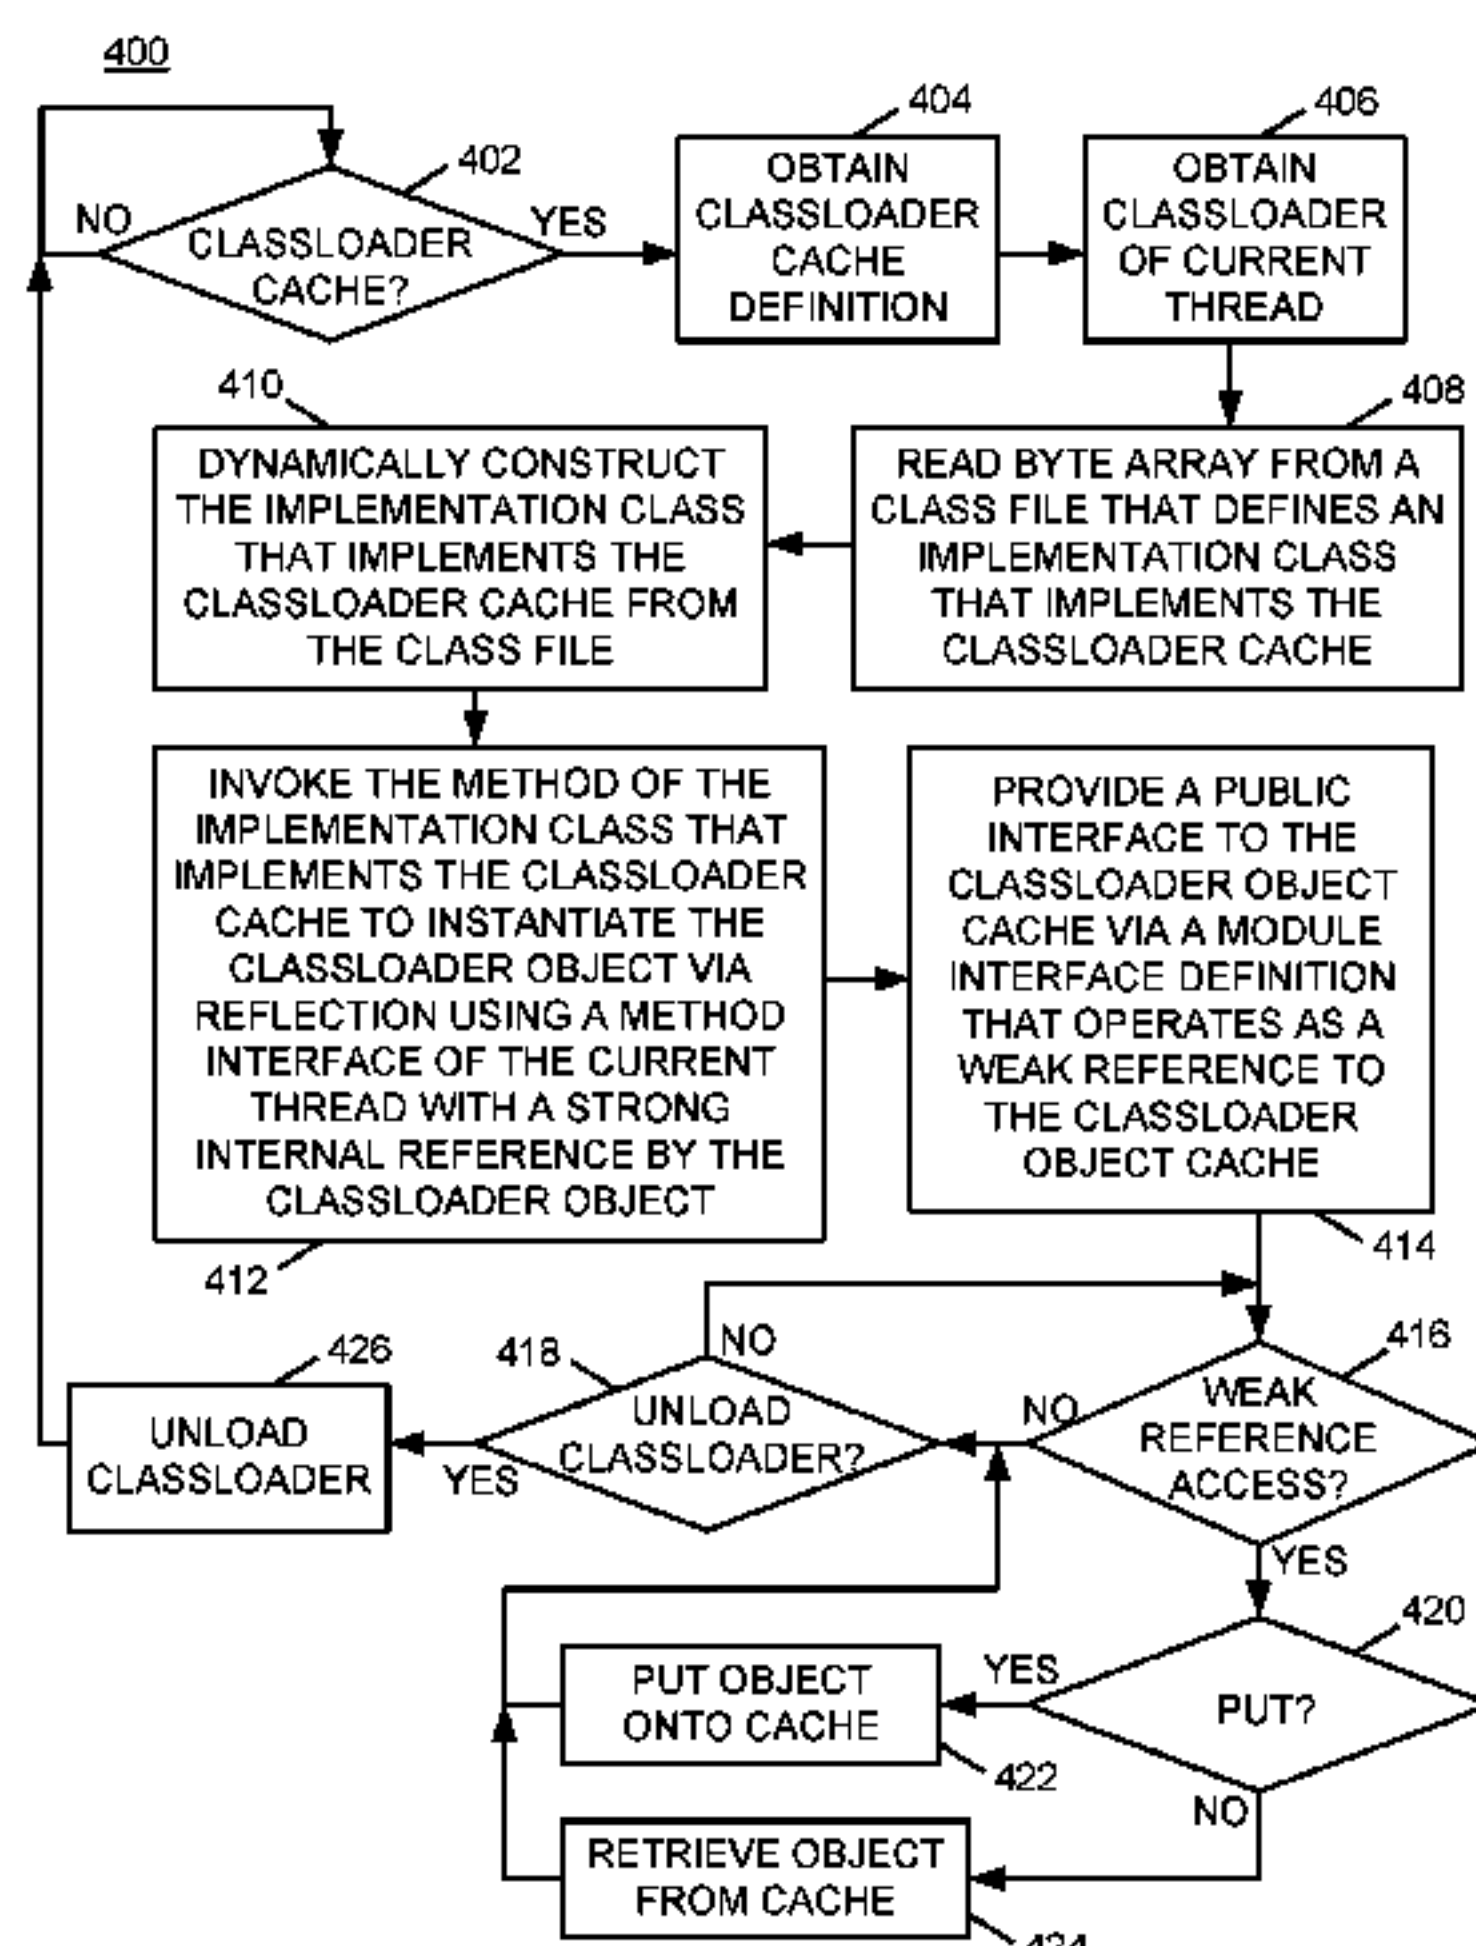 400
402
CLASSLOADER
CACHE?
NO
YES
404
OBTAIN
CLASSLOADER
CACHE
DEFINITION
406
OBTAIN
CLASSLOADER
OF CURRENT
THREAD
408
READ BYTE ARRAY FROM A
CLASS FILE THAT DEFINES AN
IMPLEMENTATION CLASS
THAT IMPLEMENTS THE
CLASSLOADER CACHE
410
DYNAMICALLY CONSTRUCT
THE IMPLEMENTATION CLASS
THAT IMPLEMENTS THE
CLASSLOADER CACHE FROM
THE CLASS FILE
INVOKE THE METHOD OF THE
IMPLEMENTATION CLASS THAT
IMPLEMENTS THE CLASSLOADER
CACHE TO INSTANTIATE THE
CLASSLOADER OBJECT VIA
REFLECTION USING A METHOD
INTERFACE OF THE CURRENT
THREAD WITH A STRONG
INTERNAL REFERENCE BY THE
CLASSLOADER OBJECT
412
PROVIDE A PUBLIC
INTERFACE TO THE
CLASSLOADER OBJECT
CACHE VIA A MODULE
INTERFACE DEFINITION
THAT OPERATES AS A
WEAK REFERENCE TO
THE CLASSLOADER
OBJECT CACHE
414
416
WEAK
REFERENCE
ACCESS?
NO
YES
418
UNLOAD
CLASSLOADER?
NO
YES
426
UNLOAD
CLASSLOADER
420
PUT?
YES
NO
PUT OBJECT
ONTO CACHE
422
RETRIEVE OBJECT
FROM CACHE